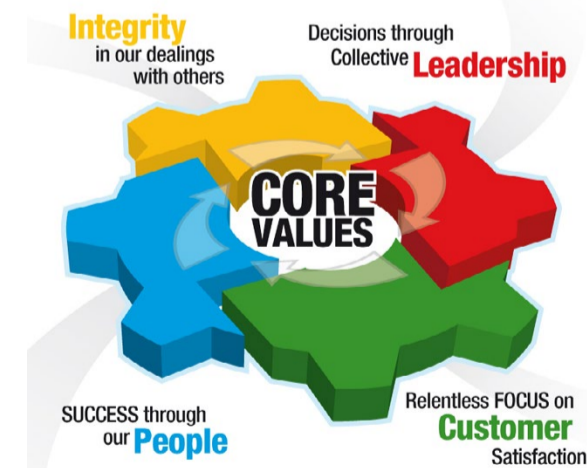 Integrity
in our dealings
with others
Decisions through
Collective Leadership
CORE
VALUES
SUCCESS through
our People
Relentless FOCUS on
Customer
Satisfaction